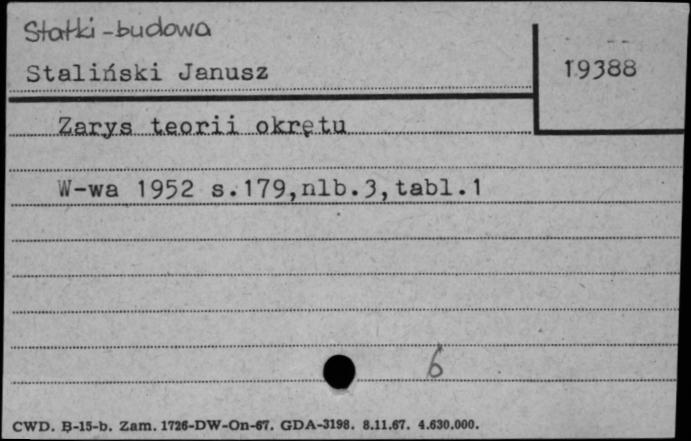 Statki-budowa
Staliński Janusz
19388
Zarys teorii okrętu
W-wa 1952 s.179,nlb.3,tabl.1
6
CWD. B-15-b. Zam. 1726-DW-On-67. GDA-3198. 8.11.67. 4.630.000.